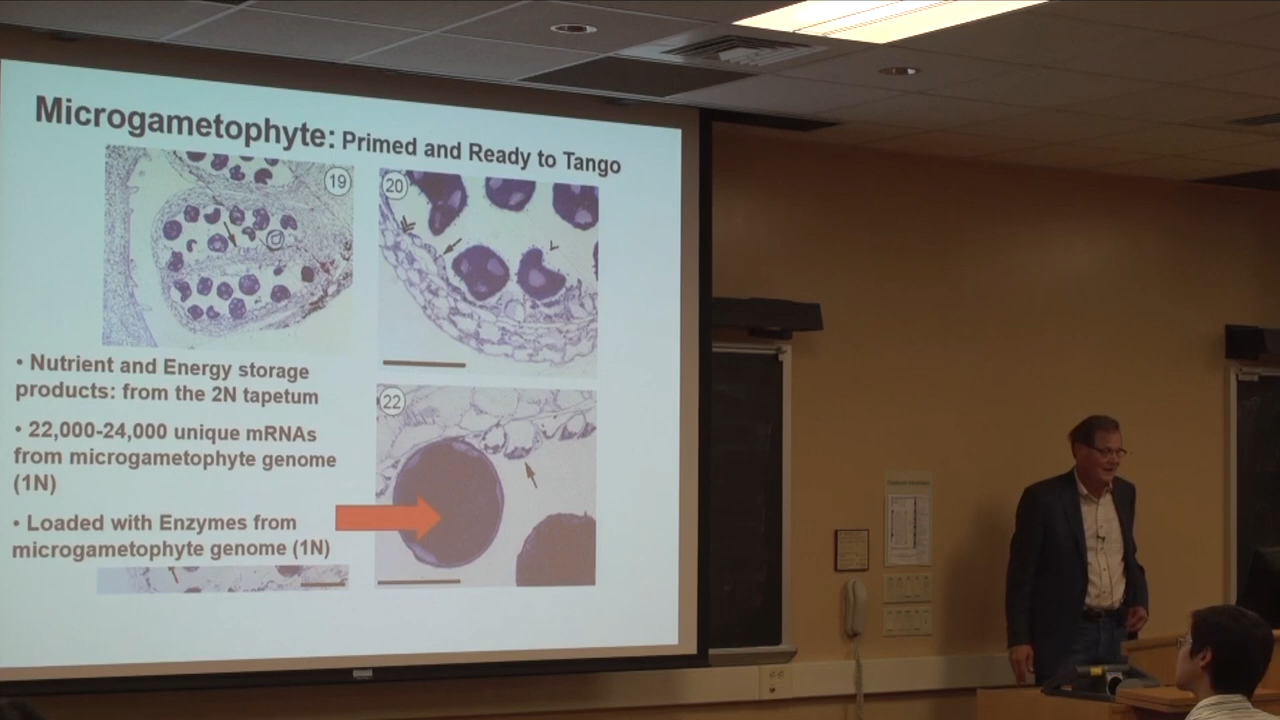 Microgametophyte: Primed and Ready to Tango
19
20
• Nutrient and Energy storage
products: from the 2N tapetum
• 22,000-24,000 unique mRNAs
from microgametophyte genome
(1N)
22
• Loaded with Enzymes from
microgametophyte genome (1N)